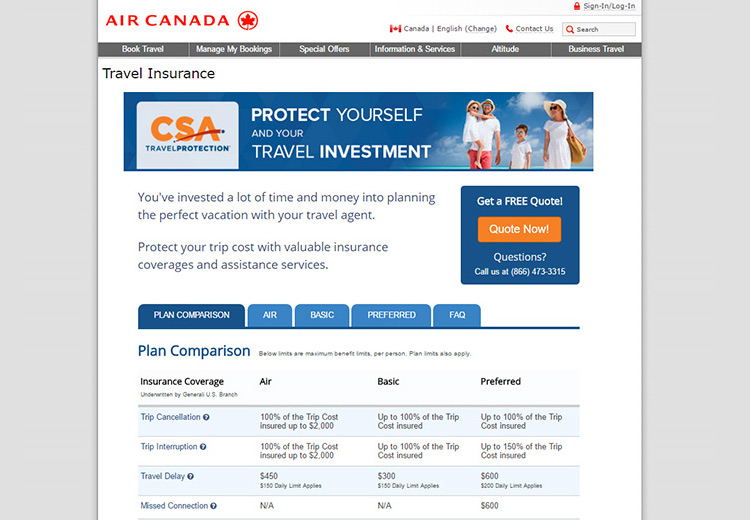 Sign-In/Log-In
AIR CANADA
Canada | English (Change)
Contact Us
Search
Book Travel
Manage My Bookings
Special Offers
Information & Services
Altitude
Business Travel
Travel Insurance
CSA
TRAVELPROTECTION
PROTECT YOURSELF
AND YOUR
TRAVEL INVESTMENT
You've invested a lot of time and money into planning
the perfect vacation with your travel agent.
Protect your trip cost with valuable insurance
coverages and assistance services.
Get a FREE Quote!
Quote Now!
Questions?
Call us at (866) 473-3315
PLAN COMPARISON
AIR
BASIC
PREFERRED
FAQ
Plan Comparison Below limits are maximum benefit limits, per person. Plan limits also apply.
Insurance Coverage Air Basic Preferred
Underwritten by Generali U.S. Branch
Trip Cancellation ? 100% of the Trip Cost Up to 100% of the Trip Up to 100% of the Trip
insured up to $2,000 Cost insured Cost insured
Trip Interruption ? 100% of the Trip Cost Up to 100% of the Trip Up to 150% of the Trip
insured up to $2,000 Cost insured Cost insured
Travel Delay ? $450 $300 $600
$150 Daily Limit Applies $150 Daily Limit Applies $200 Daily Limit Applies
Missed Connection ? N/A N/A $600